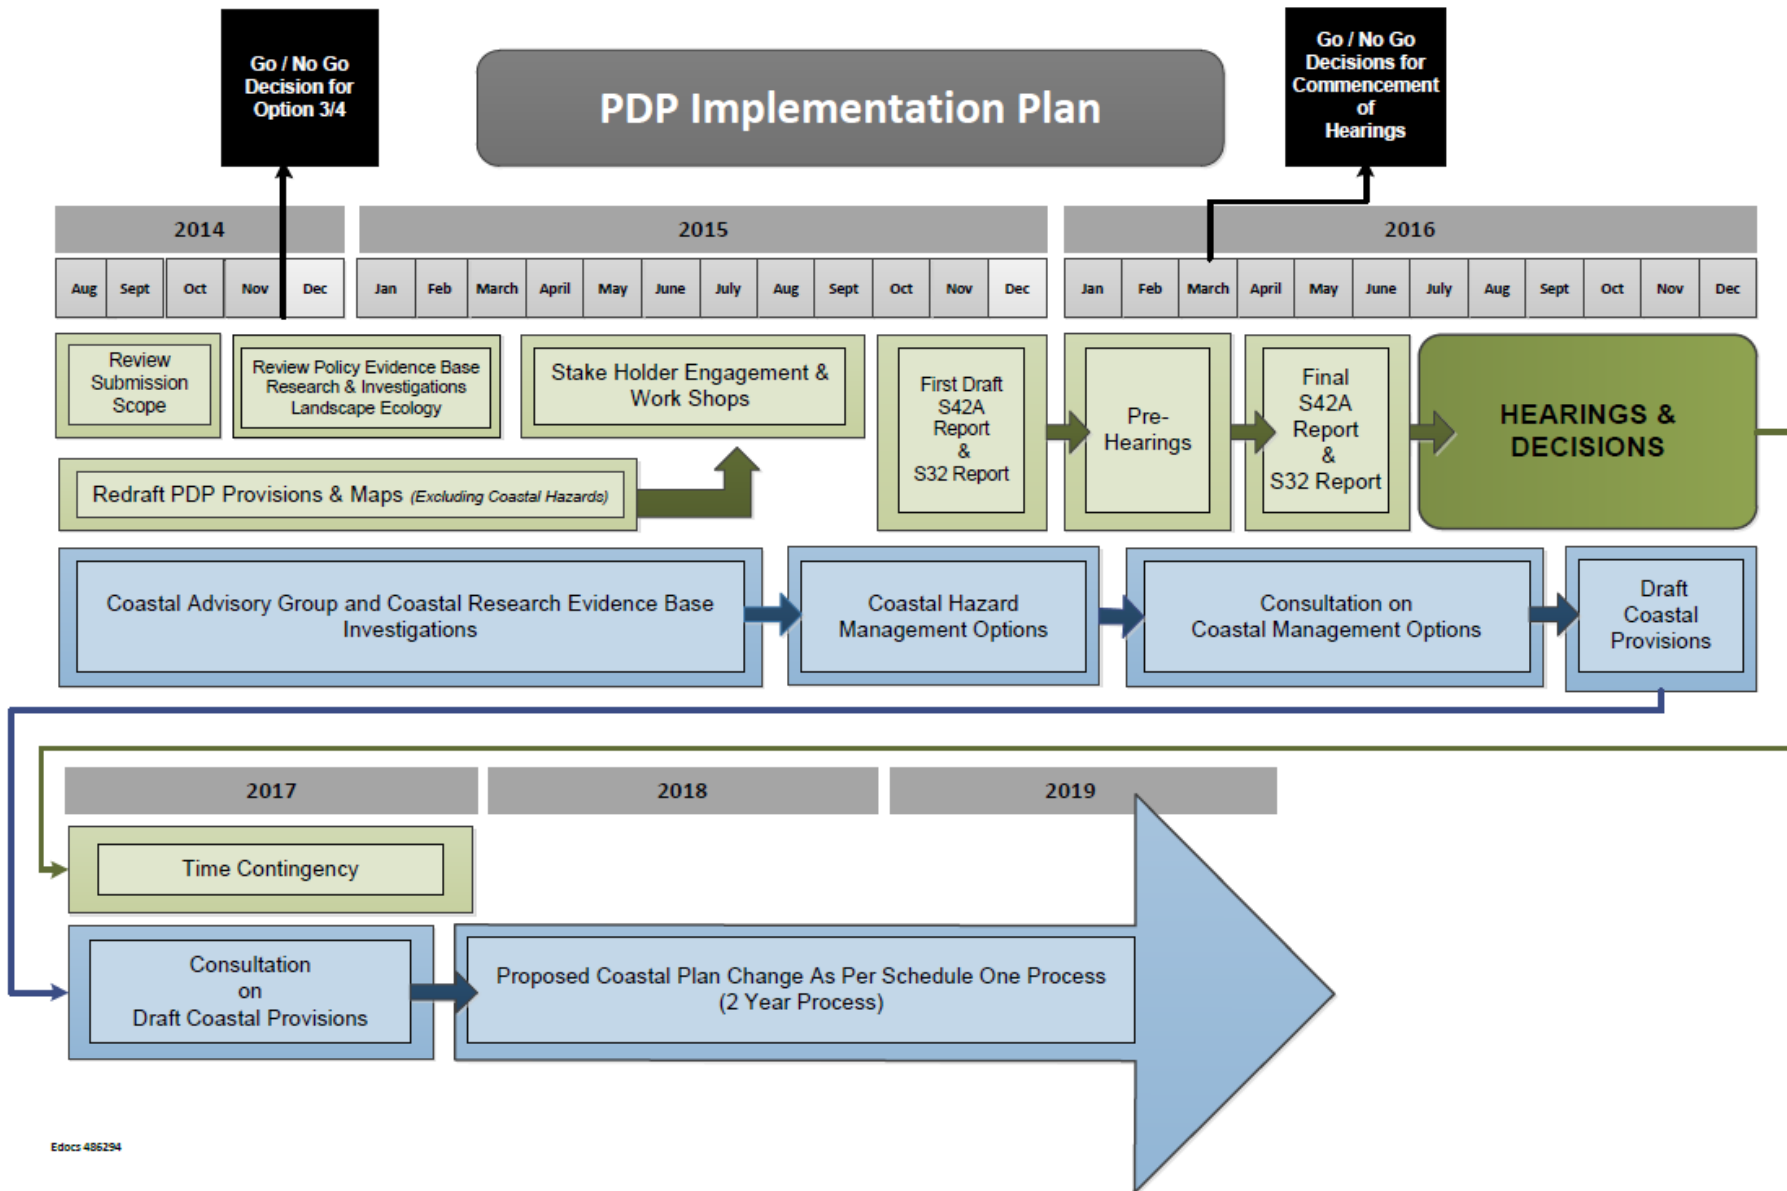 Go / No Go
Decision for
Option 3/4
PDP Implementation Plan
Go / No Go
Decisions for
Commencement
of
Hearings
2014
2015
2016
Aug Sept Oct Nov Dec Jan Feb March April May June July Aug Sept Oct Nov Dec Jan Feb March April May June July Aug Sept Oct Nov Dec
Review
Submission
Scope
Review Policy Evidence Base
Research & Investigations
Landscape Ecology
Stake Holder Engagement &
Work Shops
First Draft
S42A
Report
&
S32 Report
Pre-
Hearings
Final
S42A
Report
&
S32 Report
HEARINGS &
DECISIONS
Redraft PDP Provisions & Maps (Excluding Coastal Hazards)
Coastal Advisory Group and Coastal Research Evidence Base
Investigations
Coastal Hazard
Management Options
Consultation on
Coastal Management Options
Draft
Coastal
Provisions
2017
2018
2019
Time Contingency
Consultation
on
Draft Coastal Provisions
Proposed Coastal Plan Change As Per Schedule One Process
(2 Year Process)
Edocs 486294